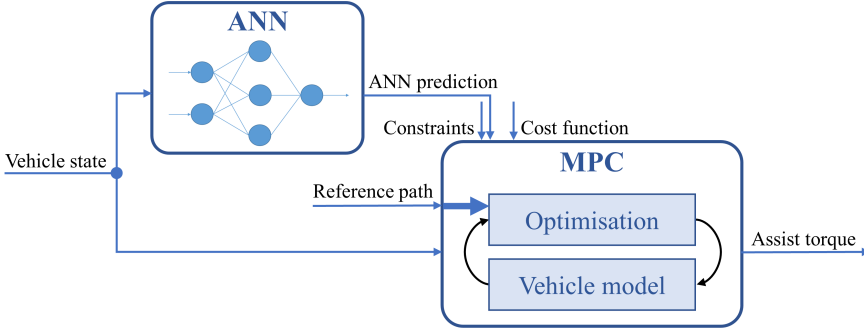 ANN
ANN prediction
Constraints
Cost function
Vehicle state
MPC
Reference path
Optimisation
Assist torque
Vehicle model